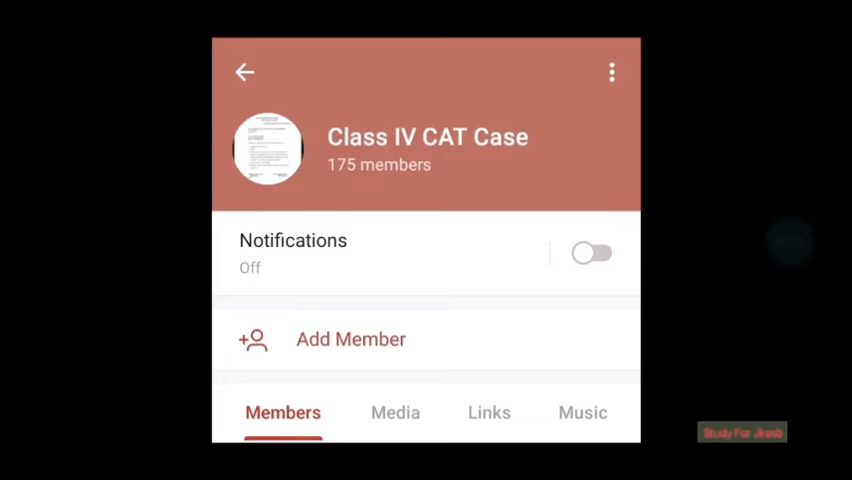 Class IV CAT Case
175 members
Notifications
Off
Add Member
Members Media Links Music
Study For Jkssb